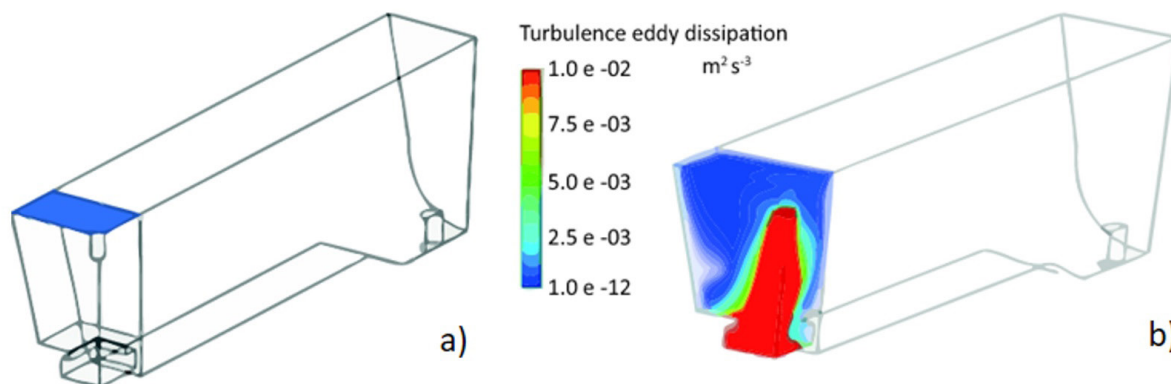 Turbulence eddy dissipation
m² s⁻³
1.0 e -02
7.5 e -03
5.0 e -03
2.5 e -03
1.0 e -12
a)
b)